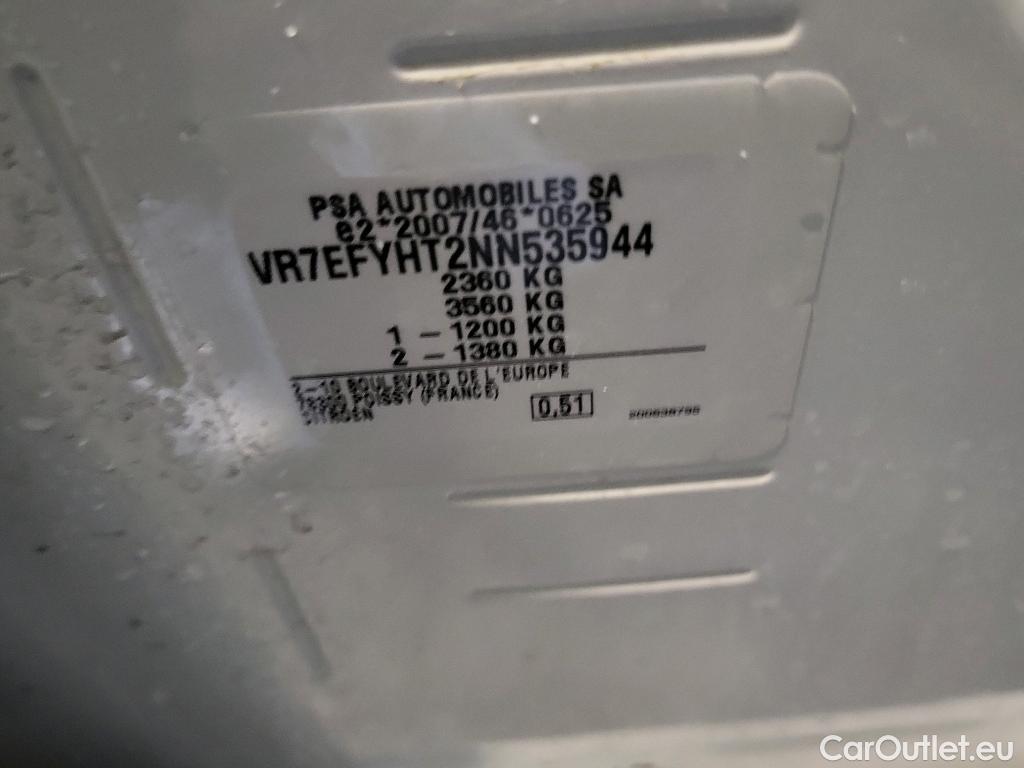 PSA AUTOMOBILES SA
e2*2007/46*0625
VR7EFYHT2NN535944
2360 KG
3560 KG
1 - 1200 KG
2 - 1380 KG
2-10 BOULEVARD DE L'EUROPE
POISSY (FRANCE)
CITROEN
0,51
CarOutlet.eu